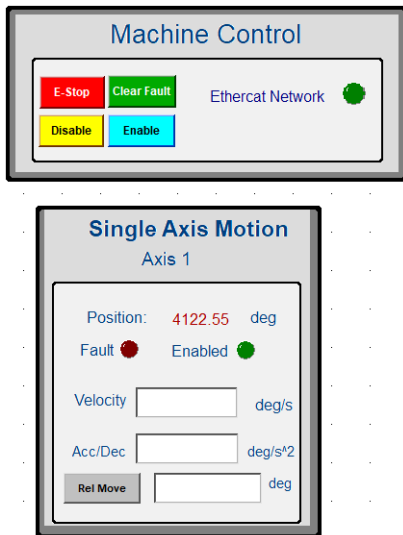 Machine Control
E-Stop Clear Fault
Ethercat Network
Disable Enable
Single Axis Motion
Axis 1
Position: 4122.55 deg
Fault Enabled
Velocity deg/s
Acc/Dec deg/s^2
Rel Move deg